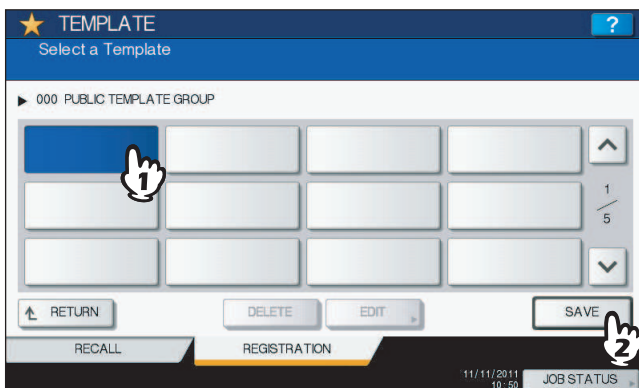 TEMPLATE
?
Select a Template
000 PUBLIC TEMPLATE GROUP
1
1
5
RETURN
DELETE
EDIT
SAVE
2
RECALL
REGISTRATION
11/11/2011
10:50
JOB STATUS